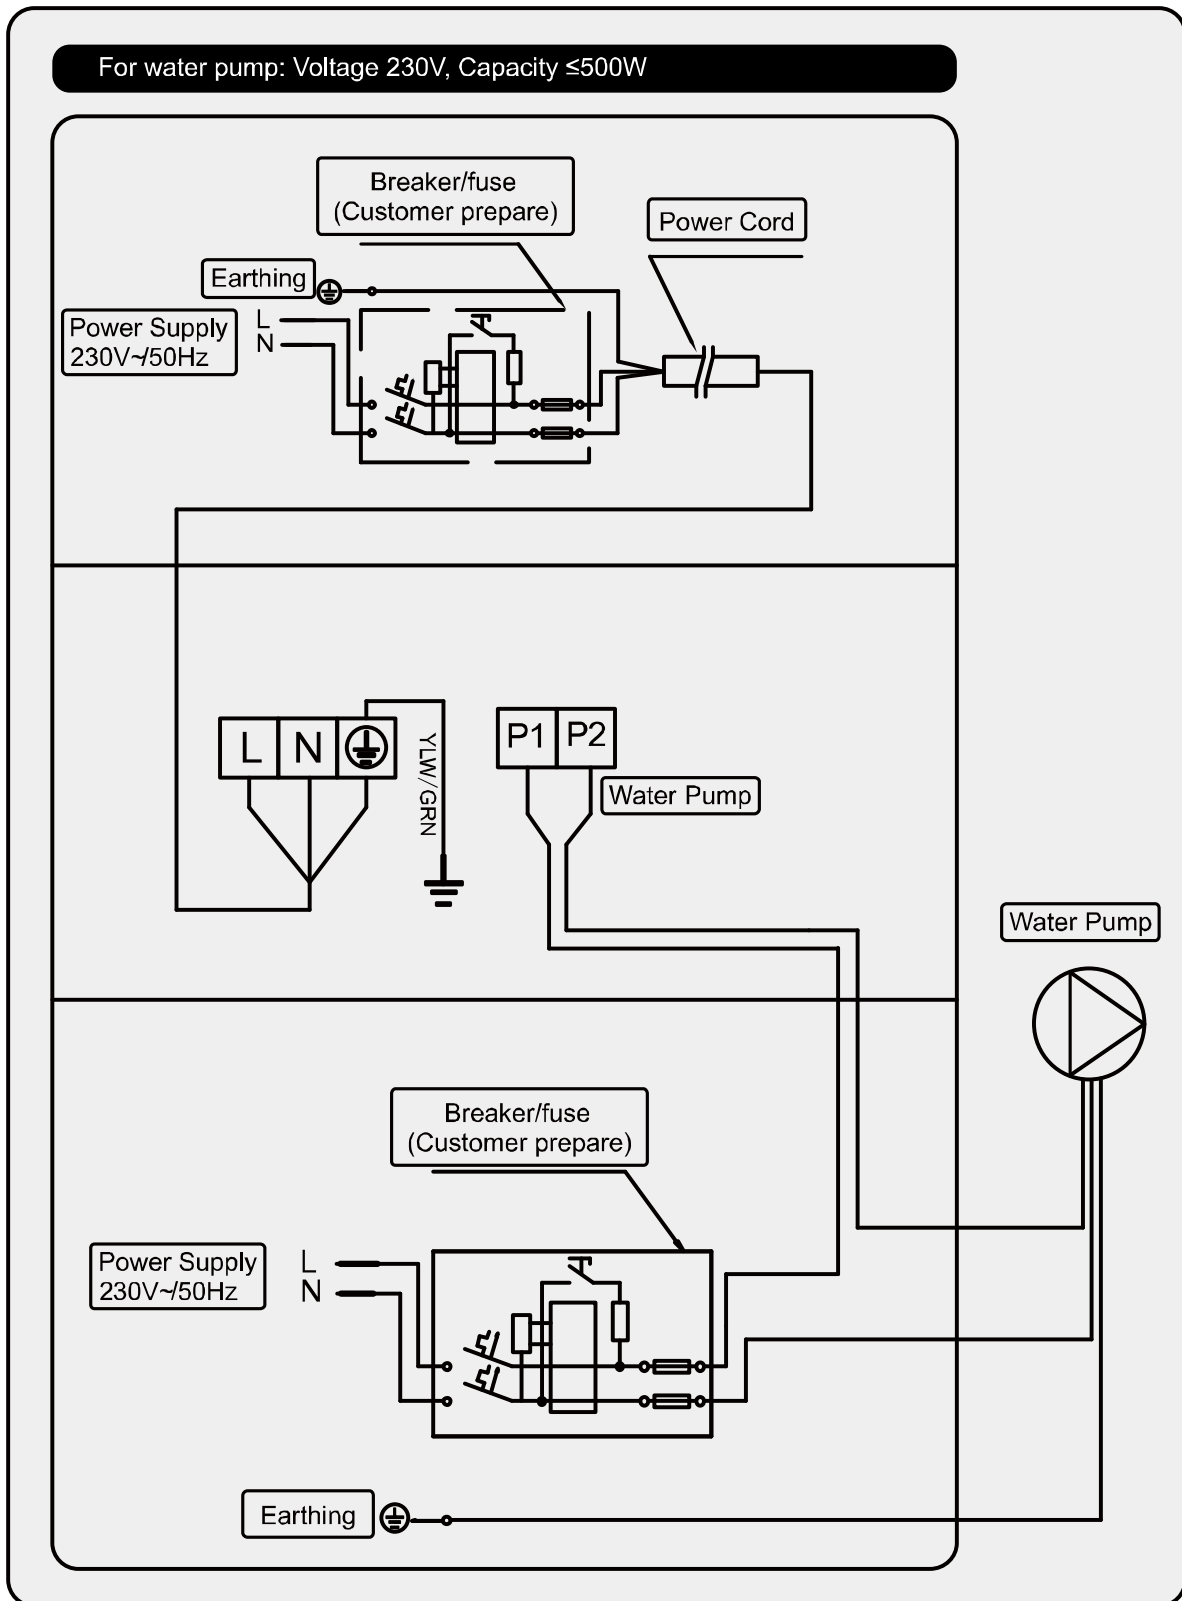 For water pump: Voltage 230V, Capacity ≤500W
Breaker/fuse
(Customer prepare)
Power Cord
Earthing
Power Supply
230V~/50Hz
L
N
L N
YLW/GRN
P1 P2
Water Pump
Water Pump
Breaker/fuse
(Customer prepare)
Power Supply
230V~/50Hz
L
N
Earthing